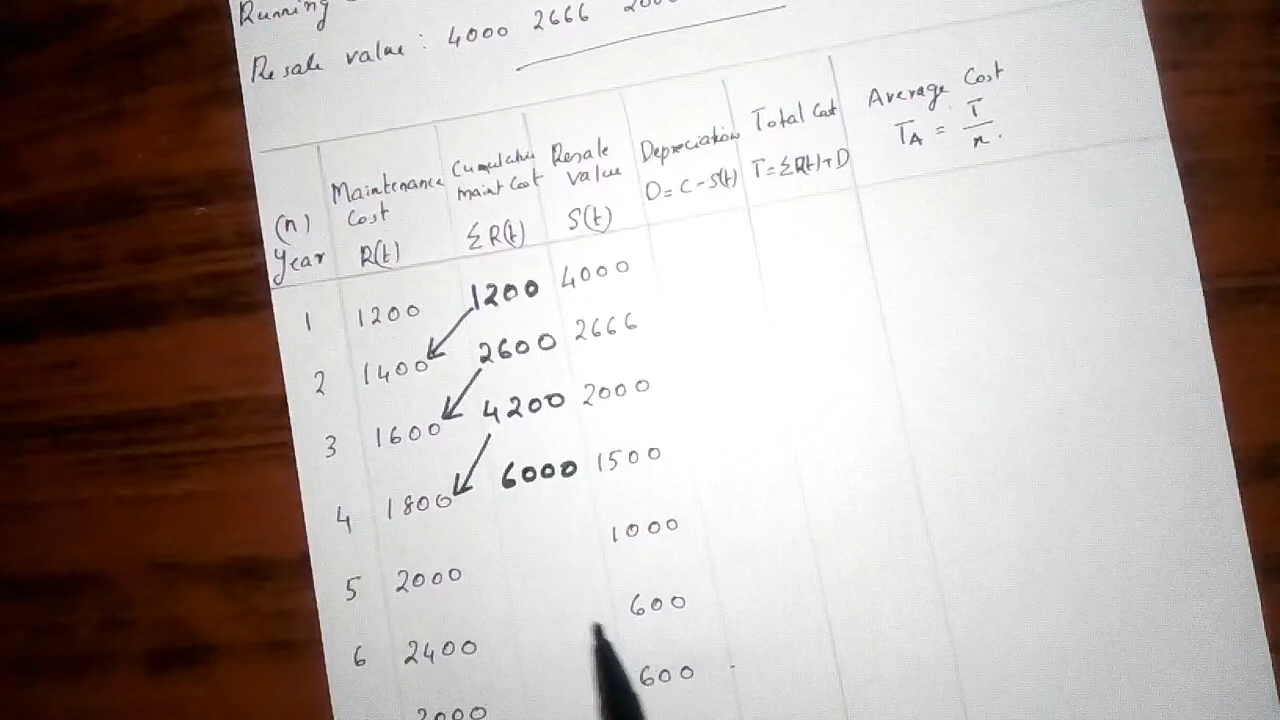 Running
Resale value : 4000 2666
(n) Year
Maintenance Cost R(t)
Cumulative maint Cost ΣR(t)
Resale value S(t)
Depreciation D = C - S(t)
Total Cost T = ΣR(t) + D
Average Cost T_A = T/n.
1 1200 1200 4000
2 1400 2600 2666
3 1600 4200 2000
4 1800 6000 1500
5 2000 1000
6 2400 600
600